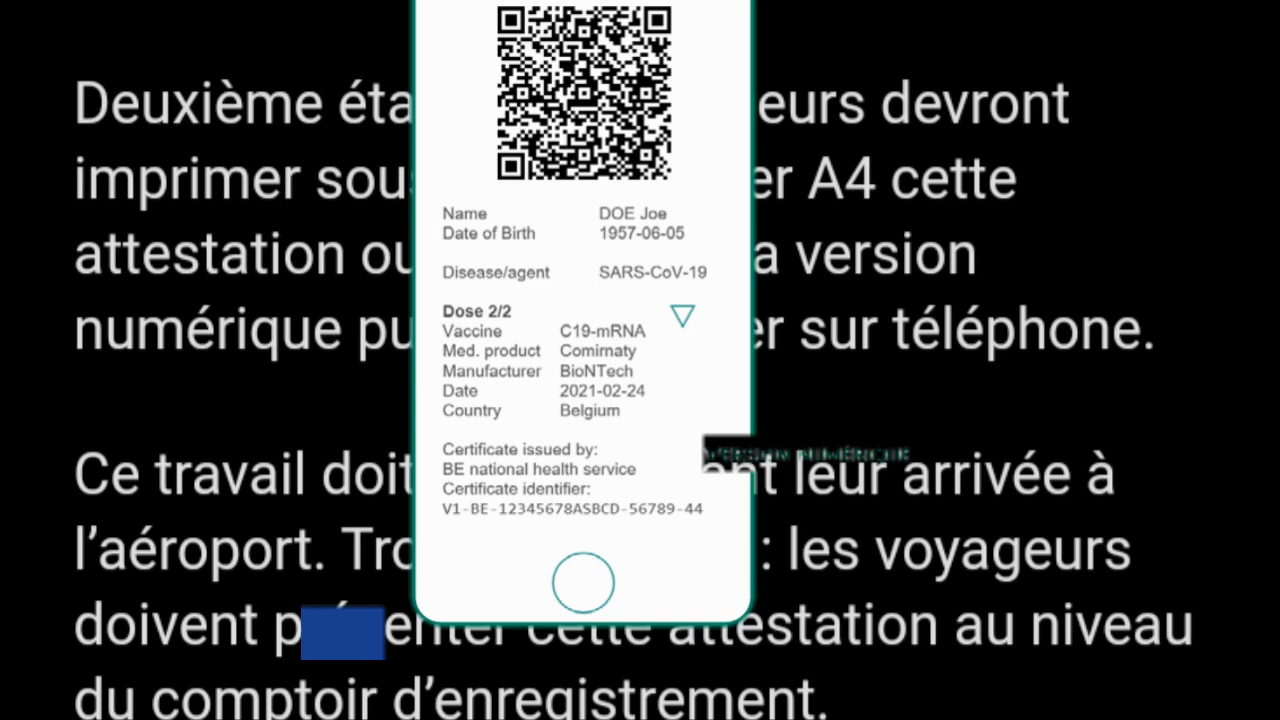 Deuxième éta eurs devront
imprimer sous er A4 cette
attestation ou a version
numérique pu er sur téléphone.
Ce travail doit ant leur arrivée à
l’aéroport. Tro : les voyageurs
doivent p enter cette attestation au niveau
du comptoir d’enregistrement.
Name DOE Joe
Date of Birth 1957-06-05
Disease/agent SARS-CoV-19
Dose 2/2
Vaccine C19-mRNA
Med. product Comirnaty
Manufacturer BioNTech
Date 2021-02-24
Country Belgium
Certificate issued by:
BE national health service
Certificate identifier:
V1-BE-12345678ASBCD-56789-44
VERSION NUMÉRIQUE